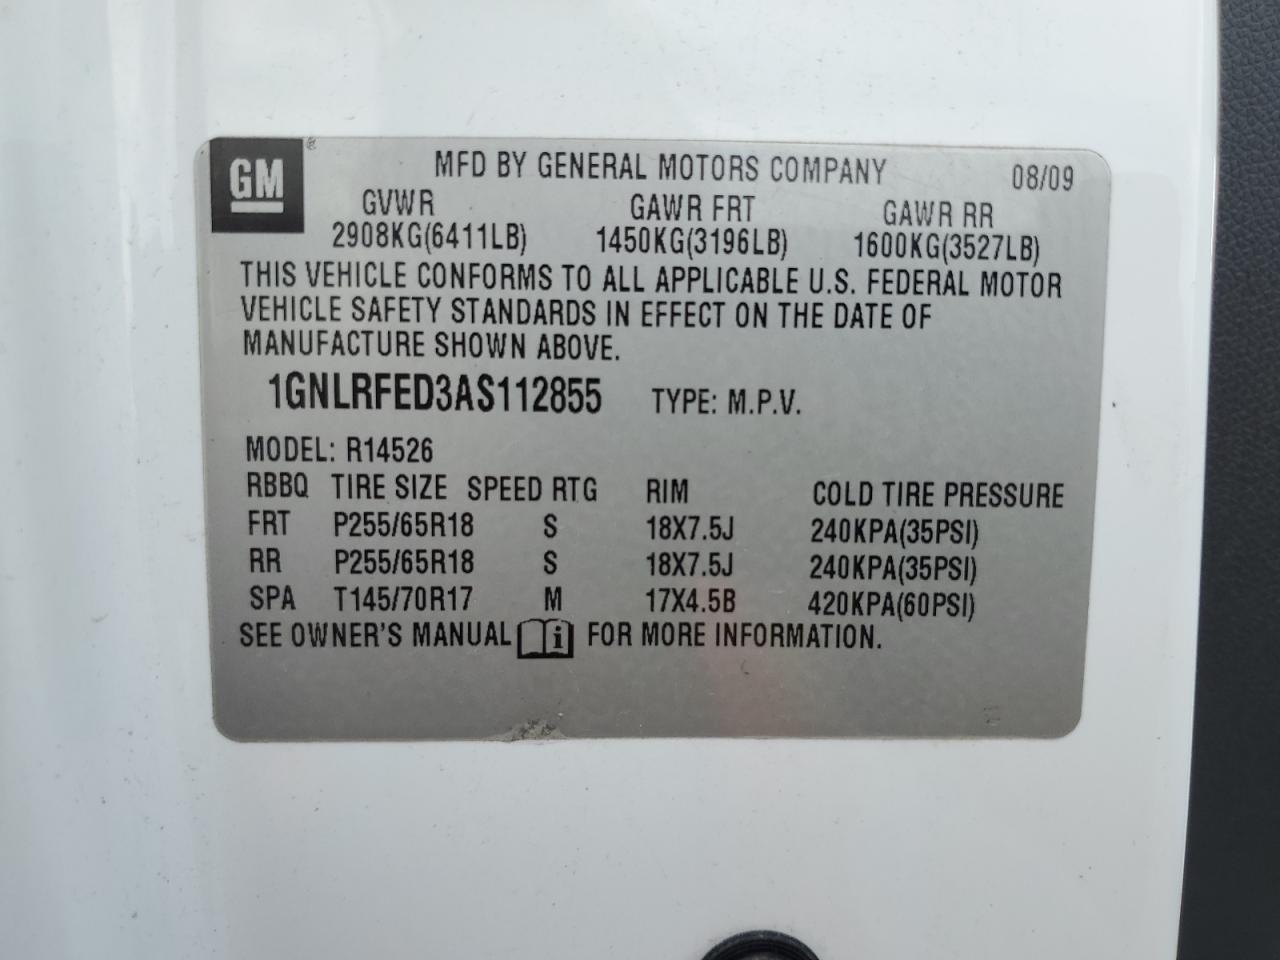 GM ®
MFD BY GENERAL MOTORS COMPANY 08/09
GVWR GAWR FRT GAWR RR
2908KG(6411LB) 1450KG(3196LB) 1600KG(3527LB)
THIS VEHICLE CONFORMS TO ALL APPLICABLE U.S. FEDERAL MOTOR
VEHICLE SAFETY STANDARDS IN EFFECT ON THE DATE OF
MANUFACTURE SHOWN ABOVE.
1GNLRFED3AS112855 TYPE: M.P.V.
MODEL: R14526
RBBQ TIRE SIZE SPEED RTG RIM COLD TIRE PRESSURE
FRT P255/65R18 S 18X7.5J 240KPA(35PSI)
RR P255/65R18 S 18X7.5J 240KPA(35PSI)
SPA T145/70R17 M 17X4.5B 420KPA(60PSI)
SEE OWNER'S MANUAL i FOR MORE INFORMATION.